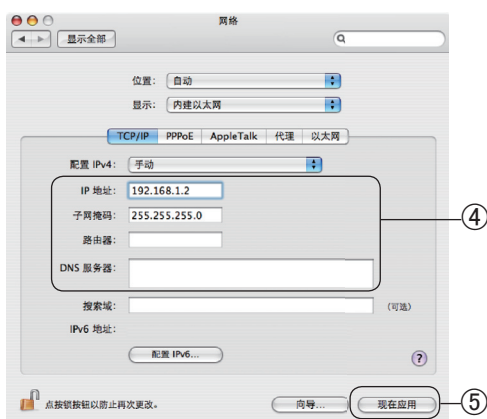 网络
显示全部
位置： 自动
显示： 内建以太网
TCP/IP PPPoE AppleTalk 代理 以太网
配置 IPv4： 手动
IP 地址： 192.168.1.2
子网掩码： 255.255.255.0
④
路由器：
DNS 服务器：
搜索域： (可选)
IPv6 地址：
配置 IPv6...
?
点按锁按钮以防止再次更改。 向导... 现在应用 ⑤